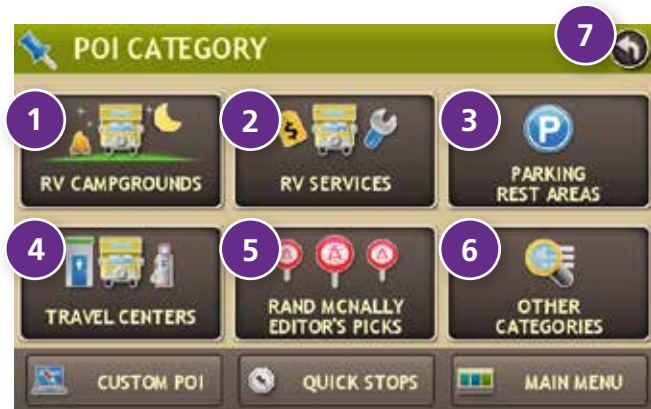 POI CATEGORY
7
1
RV CAMPGROUNDS
2
RV SERVICES
3
P
PARKING
REST AREAS
4
TRAVEL CENTERS
5
RAND MCNALLY
EDITOR'S PICKS
6
OTHER
CATEGORIES
CUSTOM POI
QUICK STOPS
MAIN MENU